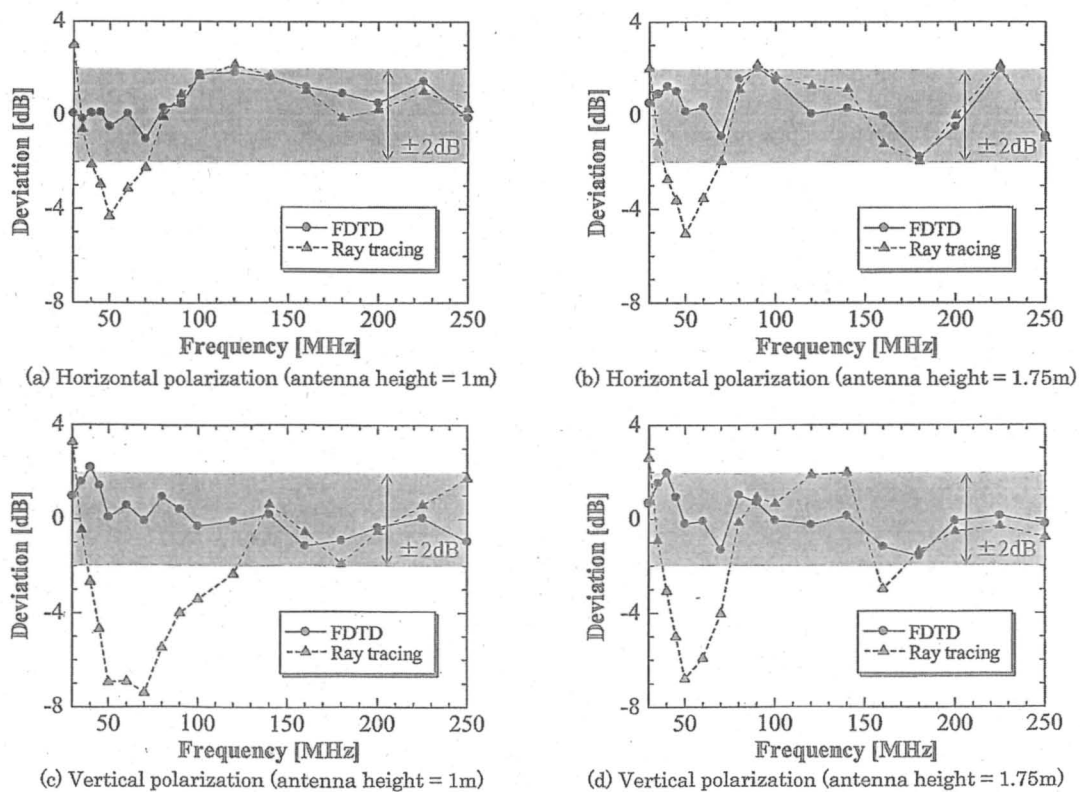 4
2
0
-4
-8
Deviation [dB]
±2dB
FDTD
Ray tracing
50 100 150 200 250
Frequency [MHz]
(a) Horizontal polarization (antenna height = 1m)
4
0
-4
-8
Deviation [dB]
±2dB
FDTD
Ray tracing
50 100 150 200 250
Frequency [MHz]
(b) Horizontal polarization (antenna height = 1.75m)
4
0
-4
-8
Deviation [dB]
±2dB
FDTD
Ray tracing
50 100 150 200 250
Frequency [MHz]
(c) Vertical polarization (antenna height = 1m)
4
0
-4
-8
Deviation [dB]
±2dB
FDTD
Ray tracing
50 100 150 200 250
Frequency [MHz]
(d) Vertical polarization (antenna height = 1.75m)